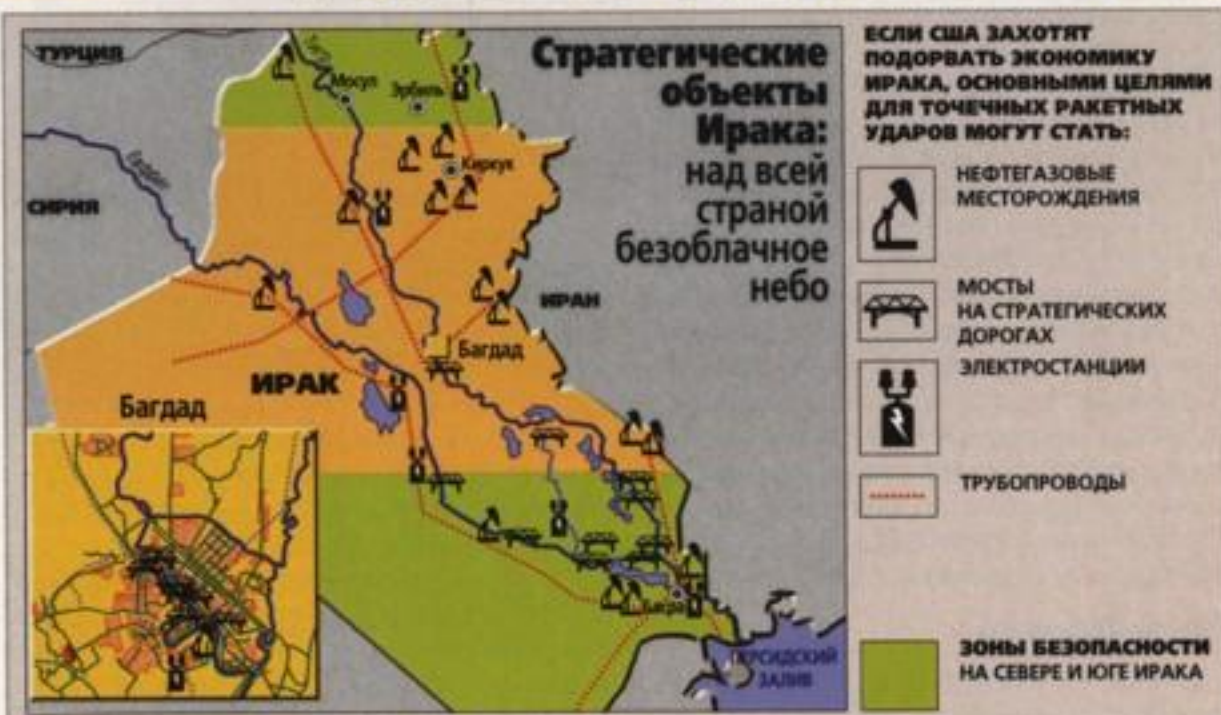 ТУРЦИЯ
Тигр
Мосул
Эрбиль
Киркук
Евфрат
СИРИЯ
ИРАН
Багдад
ИРАК
Багдад
Басра
ПЕРСИДСКИЙ
ЗАЛИВ
Стратегические
объекты
Ирака:
над всей
страной
безоблачное
небо
ЕСЛИ США ЗАХОТЯТ
ПОДОРВАТЬ ЭКОНОМИКУ
ИРАКА, ОСНОВНЫМИ ЦЕЛЯМИ
ДЛЯ ТОЧЕЧНЫХ РАКЕТНЫХ
УДАРОВ МОГУТ СТАТЬ:
НЕФТЕГАЗОВЫЕ
МЕСТОРОЖДЕНИЯ
МОСТЫ
НА СТРАТЕГИЧЕСКИХ
ДОРОГАХ
ЭЛЕКТРОСТАНЦИИ
ТРУБОПРОВОДЫ
ЗОНЫ БЕЗОПАСНОСТИ
НА СЕВЕРЕ И ЮГЕ ИРАКА